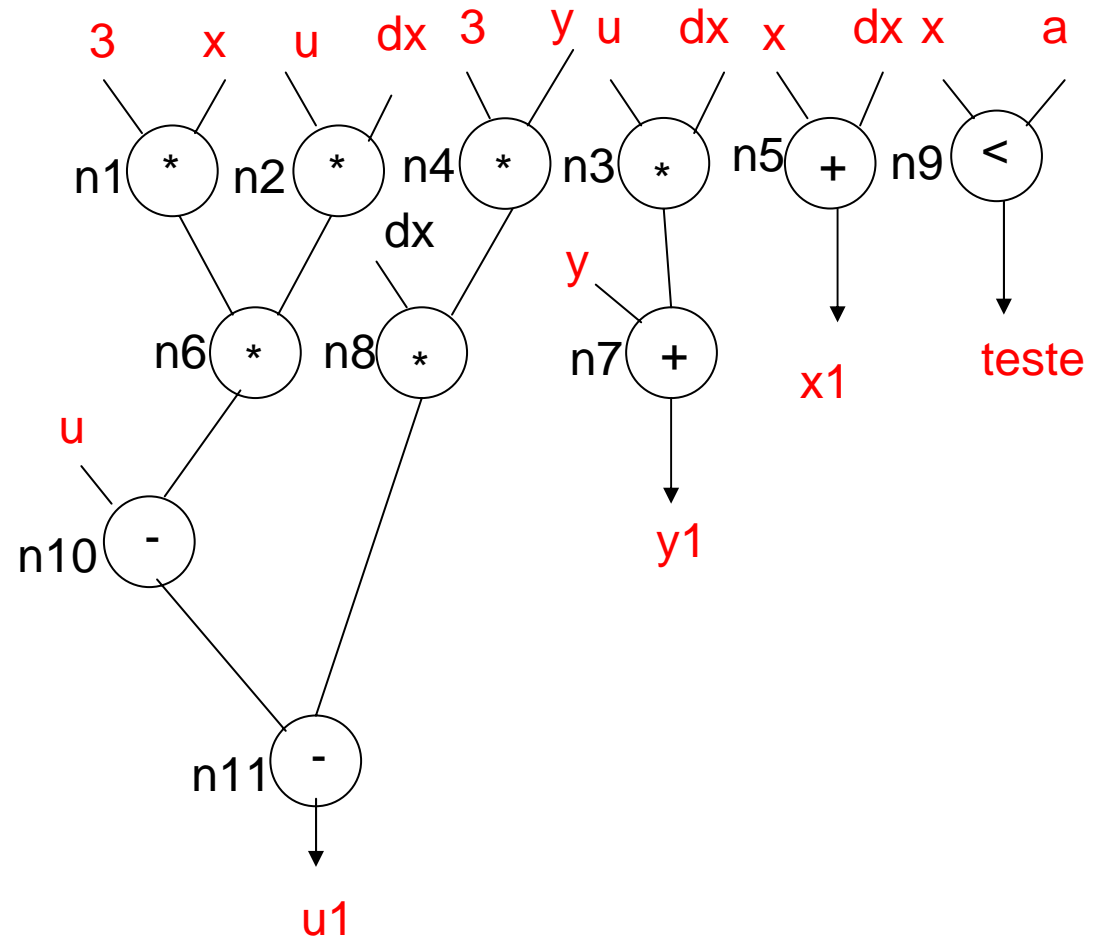 3 x u dx 3 y u dx x dx x a
n1 * n2 * n4 * n3 * n5 + n9 <
dx
y
n6 * n8 * n7 + x1 teste
u
n10 - y1
n11 -
u1